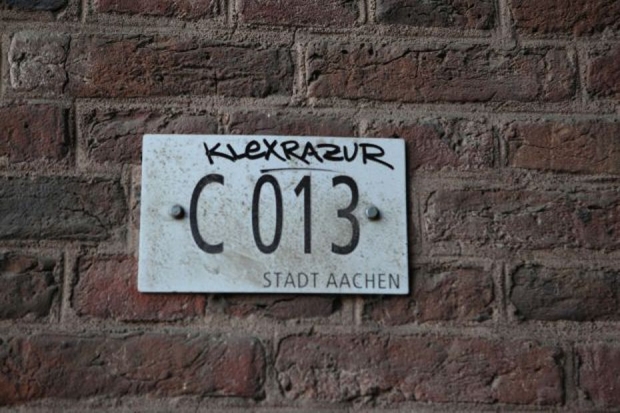 KLEXRAZUR
C 013
STADT AACHEN